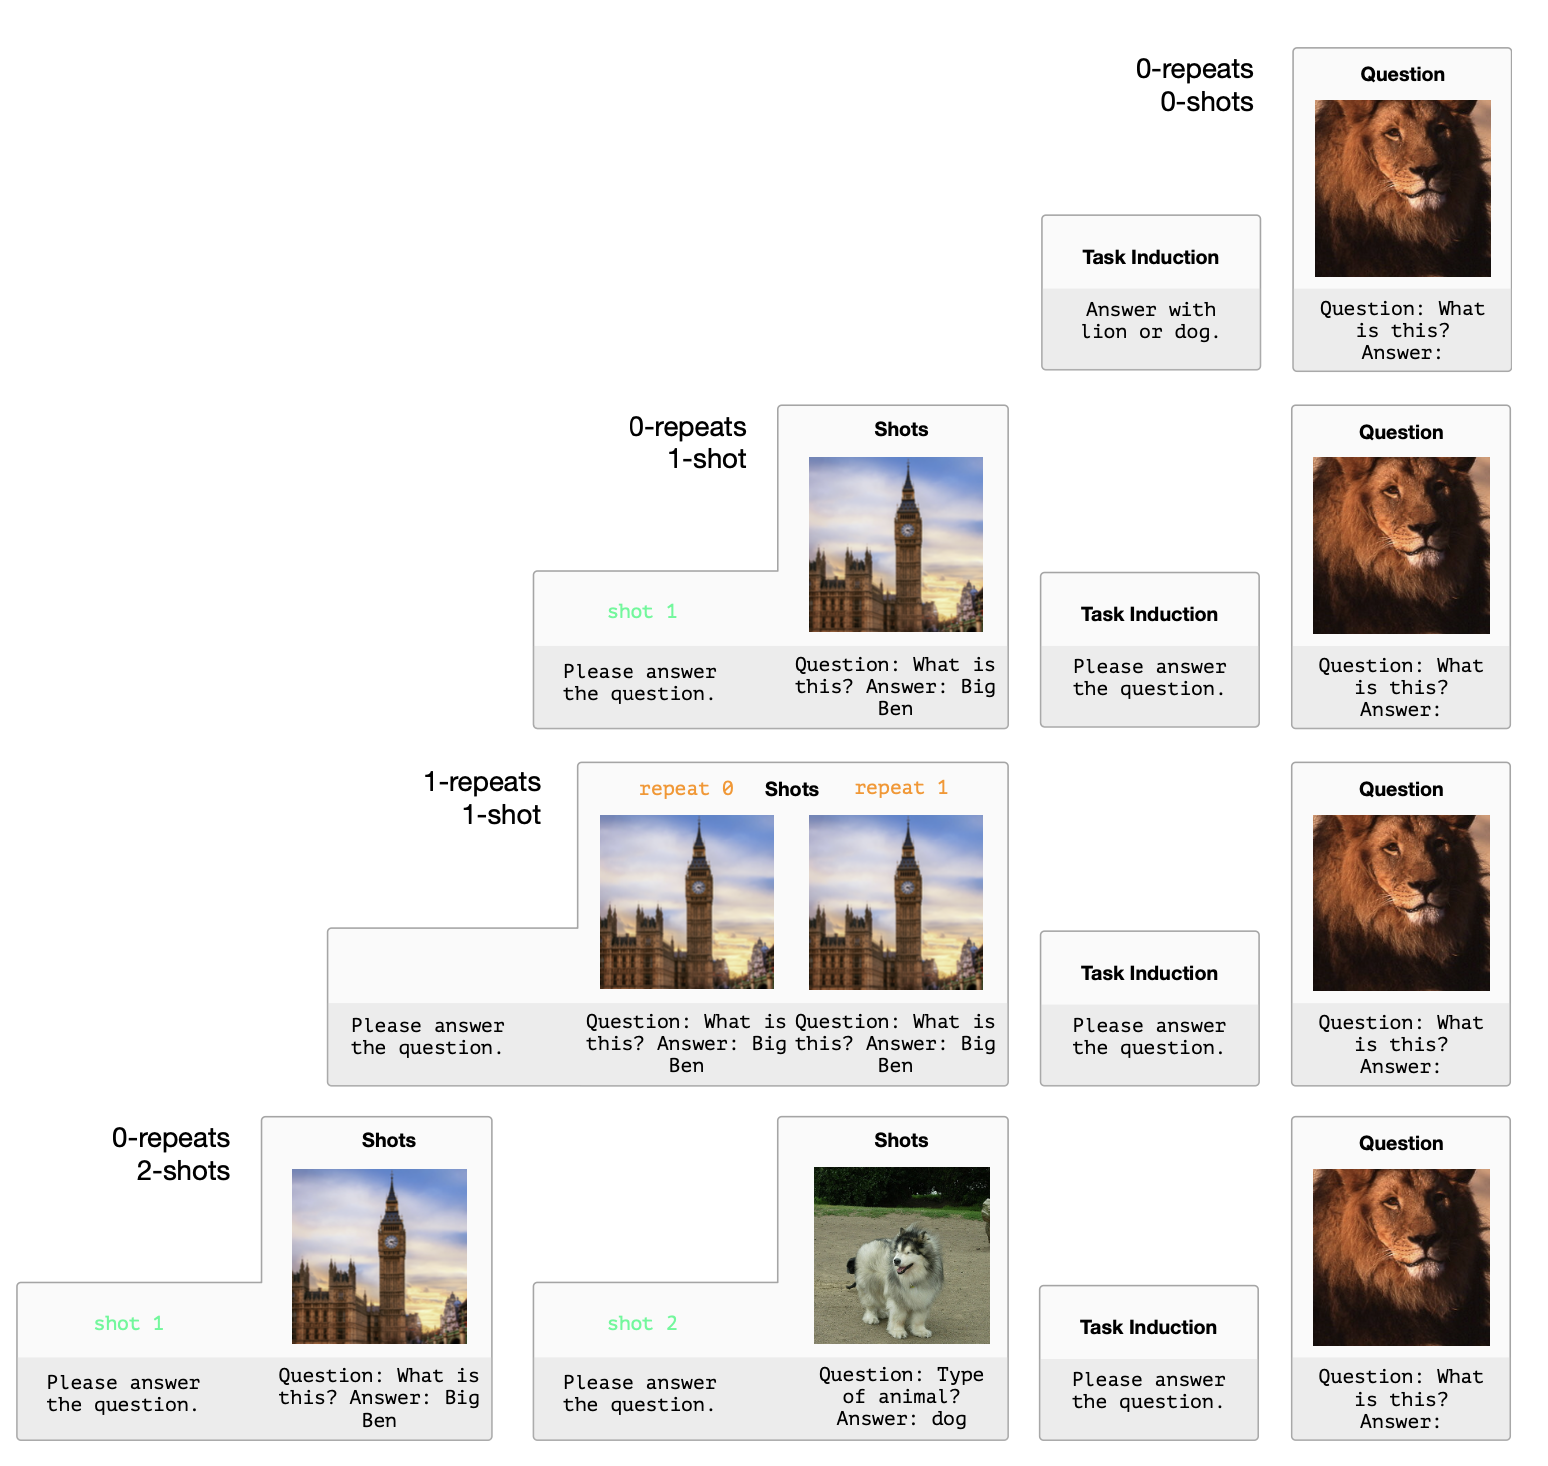 0-repeats
0-shots
Question
Task Induction
Answer with
lion or dog.
Question: What
is this?
Answer:
0-repeats
1-shot
Shots
Question
shot 1
Task Induction
Please answer
the question.
Question: What is
this? Answer: Big
Ben
Please answer
the question.
Question: What
is this?
Answer:
1-repeats
1-shot
repeat 0
Shots
repeat 1
Question
Task Induction
Please answer
the question.
Question: What is
this? Answer: Big
Ben
Question: What is
this? Answer: Big
Ben
Please answer
the question.
Question: What
is this?
Answer:
0-repeats
2-shots
Shots
Shots
Question
shot 1
shot 2
Task Induction
Please answer
the question.
Question: What is
this? Answer: Big
Ben
Please answer
the question.
Question: Type
of animal?
Answer: dog
Please answer
the question.
Question: What
is this?
Answer: